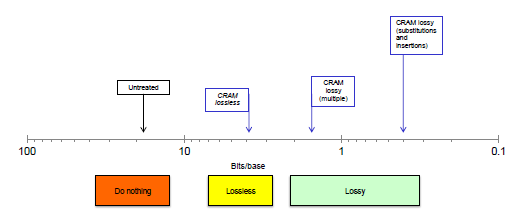 CRAM lossy
(substitutions
and
insertions)
Untreated
CRAM
lossless
CRAM
lossy
(multiple)
100
10
1
0.1
Bits/base
Do nothing
Lossless
Lossy